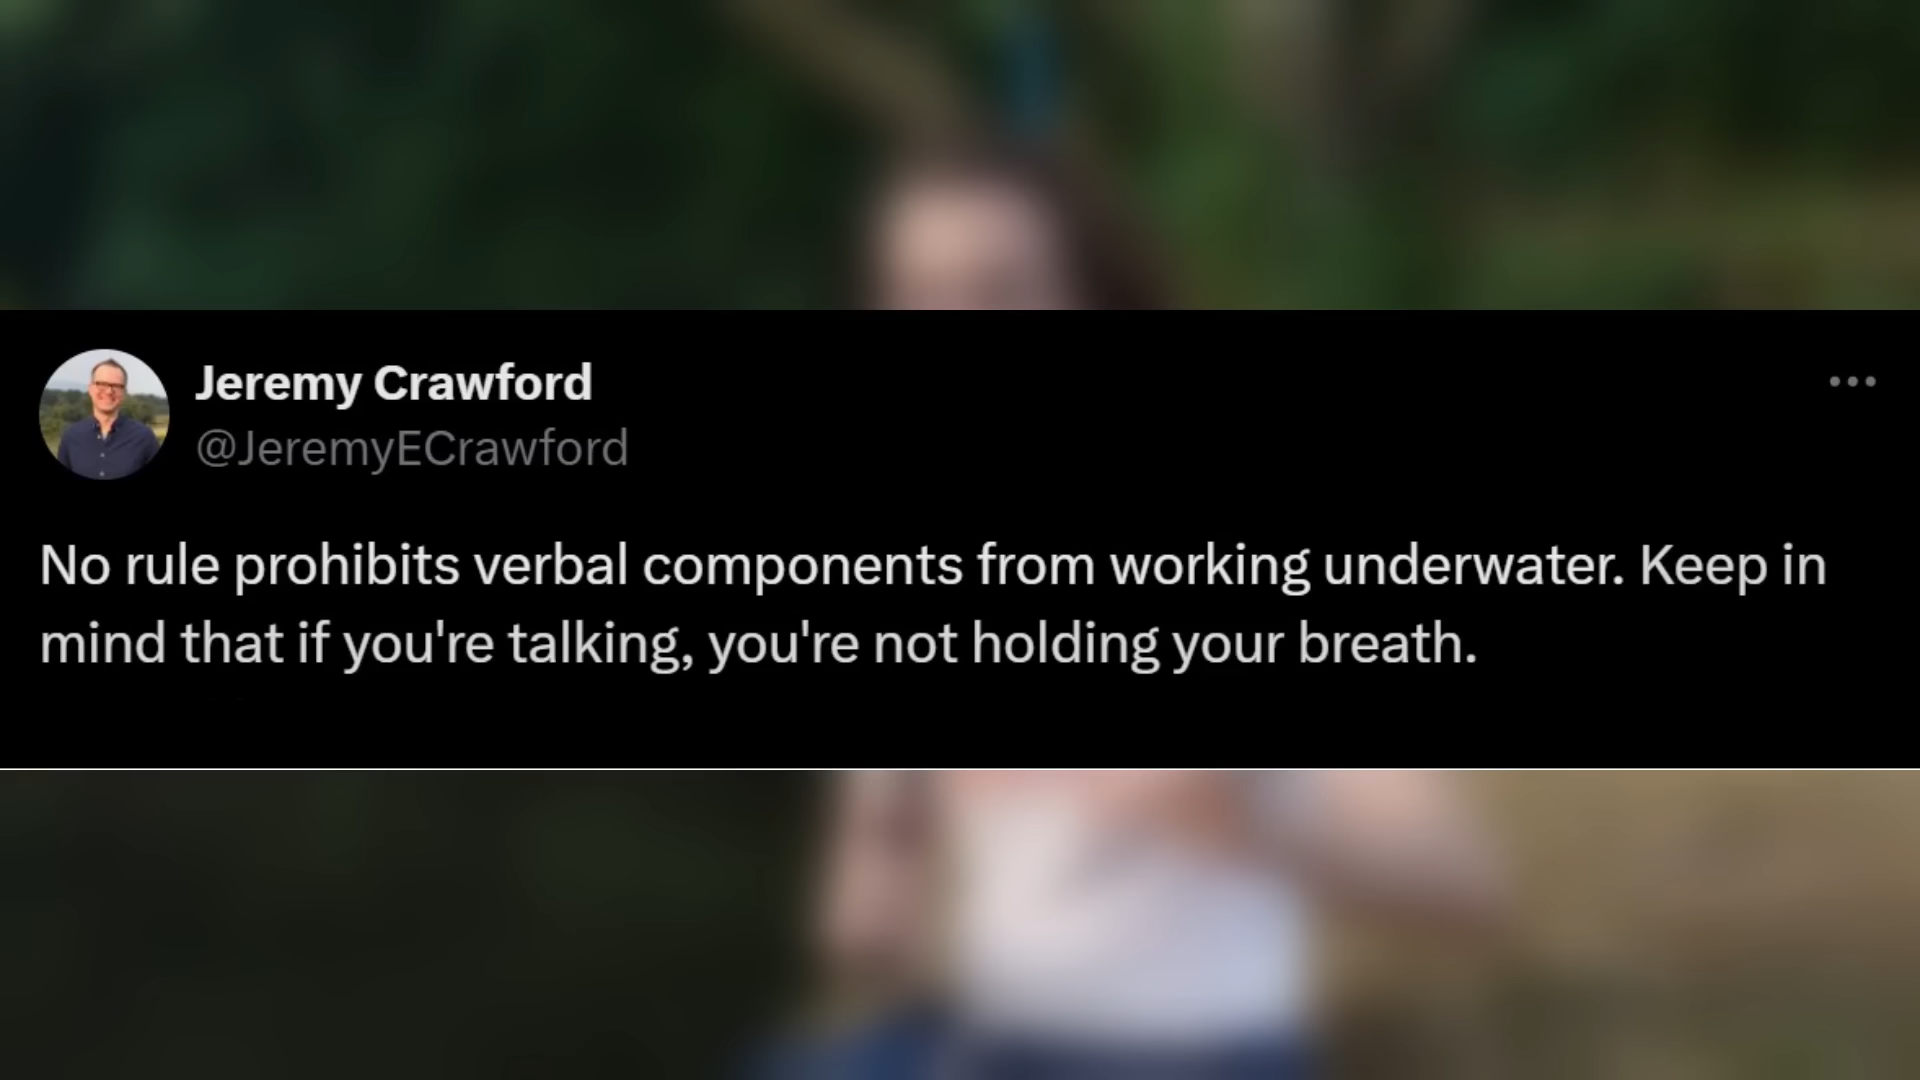 Jeremy Crawford
@JeremyECrawford
No rule prohibits verbal components from working underwater. Keep in
mind that if you're talking, you're not holding your breath.